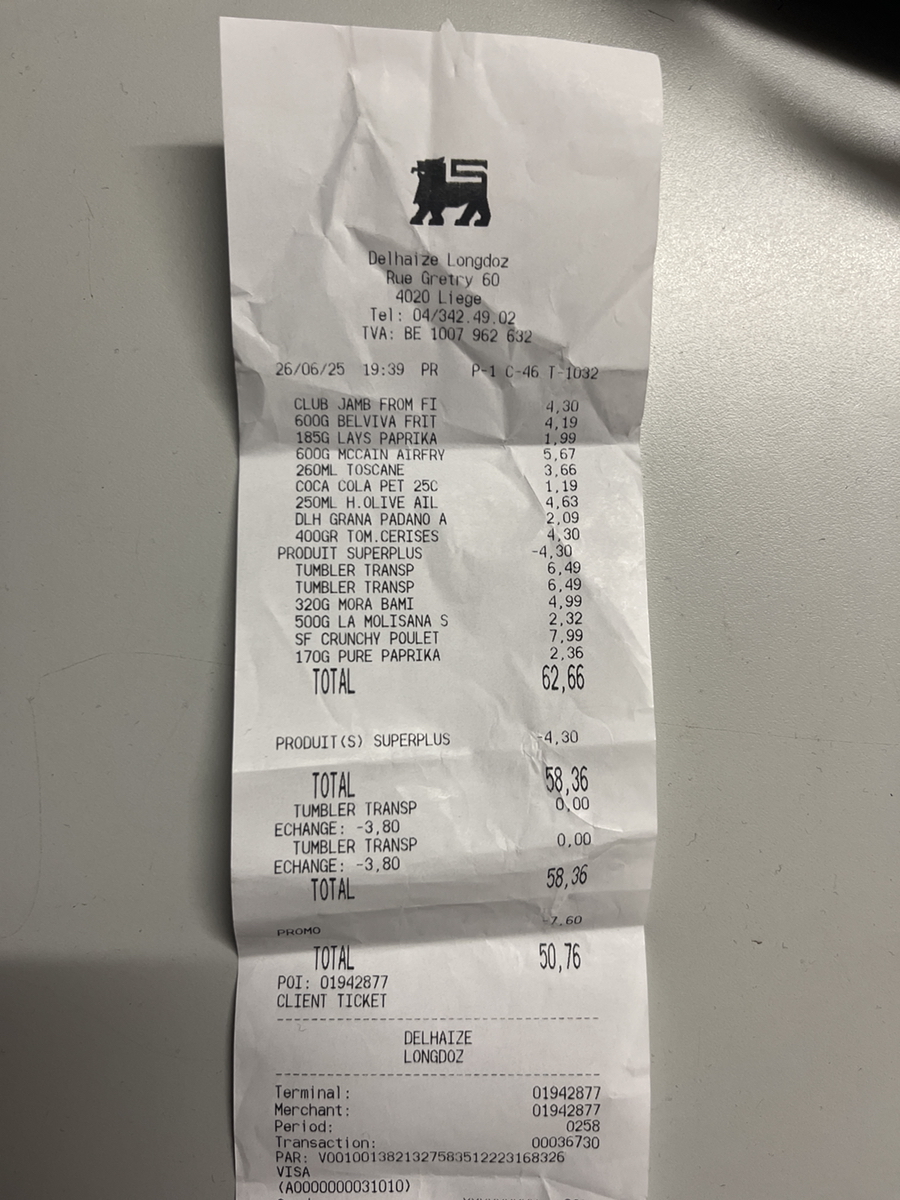 Delhaize Longdoz
Rue Gretry 60
4020 Liege
Tel: 04/342.49.02
TVA: BE 1007 962 632
26/06/25 19:39 PR P-1 C-46 T-1032
CLUB JAMB FROM FI 4,30
600G BELVIVA FRIT 4,19
185G LAYS PAPRIKA 1,99
600G MCCAIN AIRFRY 5,67
260ML TOSCANE 3,66
COCA COLA PET 25C 1,19
250ML H.OLIVE AIL 4,63
DLH GRANA PADANO A 2,09
400GR TOM.CERISES 4,30
PRODUIT SUPERPLUS -4,30
TUMBLER TRANSP 6,49
TUMBLER TRANSP 6,49
320G MORA BAMI 4,99
500G LA MOLISANA S 2,32
SF CRUNCHY POULET 7,99
170G PURE PAPRIKA 2,36
TOTAL 62,66
PRODUIT(S) SUPERPLUS -4,30
TOTAL 58,36
TUMBLER TRANSP 0,00
ECHANGE: -3,80
TUMBLER TRANSP 0,00
ECHANGE: -3,80
TOTAL 58,36
PROMO -7,60
TOTAL 50,76
POI: 01942877
CLIENT TICKET
DELHAIZE
LONGDOZ
Terminal: 01942877
Merchant: 01942877
Period: 0258
Transaction: 00036730
PAR: V0010013821327583512223168326
VISA
(A0000000031010)